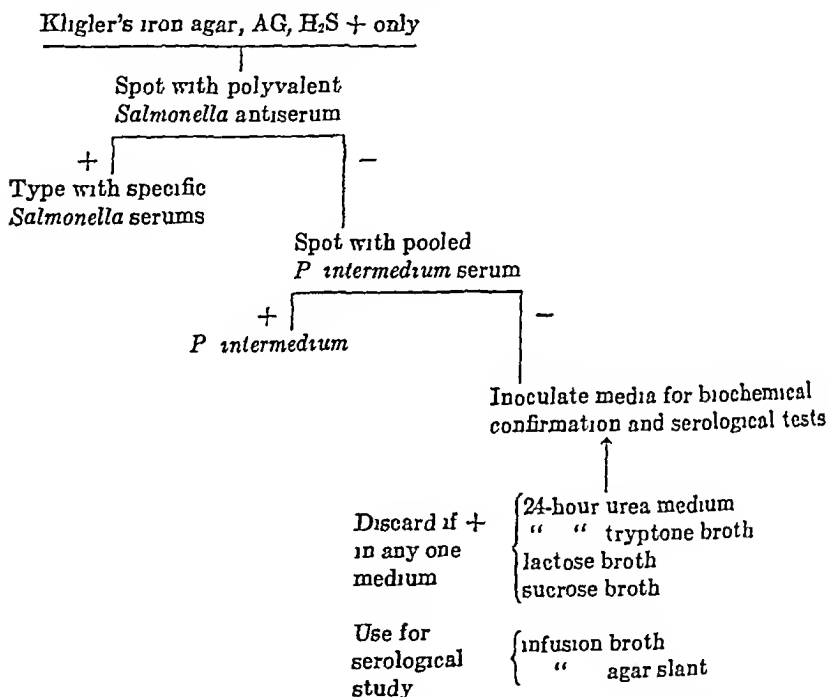 Kligler's iron agar, AG, H₂S + only
Spot with polyvalent
Salmonella antiserum
+
−
Type with specific
Salmonella serums
Spot with pooled
P intermedium serum
+
−
P intermedium
Inoculate media for biochemical
confirmation and serological tests
Discard if +
in any one
medium
24-hour urea medium
“ “ tryptone broth
lactose broth
sucrose broth
Use for
serological
study
infusion broth
“ agar slant